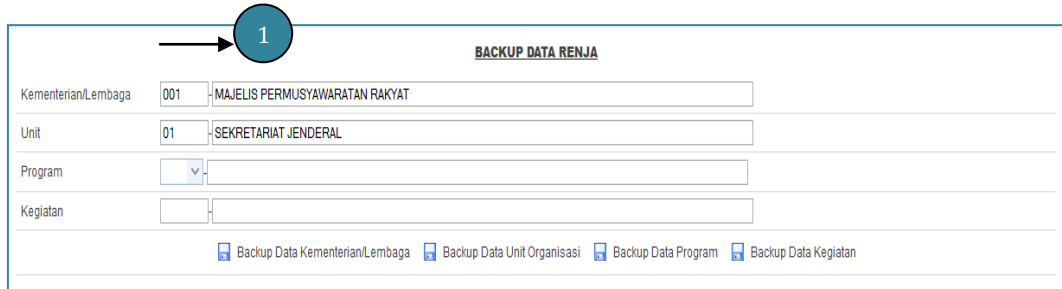 1
BACKUP DATA RENJA
Kementerian/Lembaga 001 - MAJELIS PERMUSYAWARATAN RAKYAT
Unit 01 - SEKRETARIAT JENDERAL
Program -
Kegiatan -
Backup Data Kementerian/Lembaga Backup Data Unit Organisasi Backup Data Program Backup Data Kegiatan